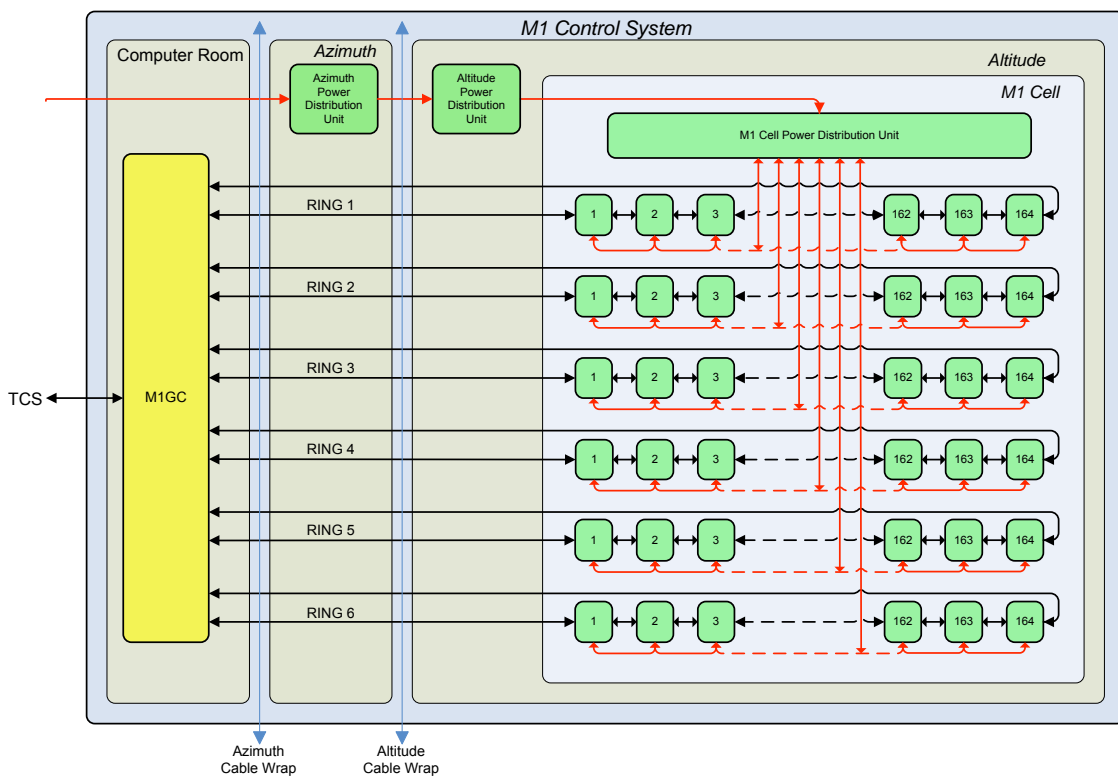 M1 Control System
Computer Room
Azimuth
Altitude
M1 Cell
Azimuth
Power
Distribution
Unit
Altitude
Power
Distribution
Unit
M1 Cell Power Distribution Unit
RING 1
1 2 3 162 163 164
RING 2
1 2 3 162 163 164
RING 3
1 2 3 162 163 164
TCS
M1GC
RING 4
1 2 3 162 163 164
RING 5
1 2 3 162 163 164
RING 6
1 2 3 162 163 164
Azimuth
Cable Wrap
Altitude
Cable Wrap